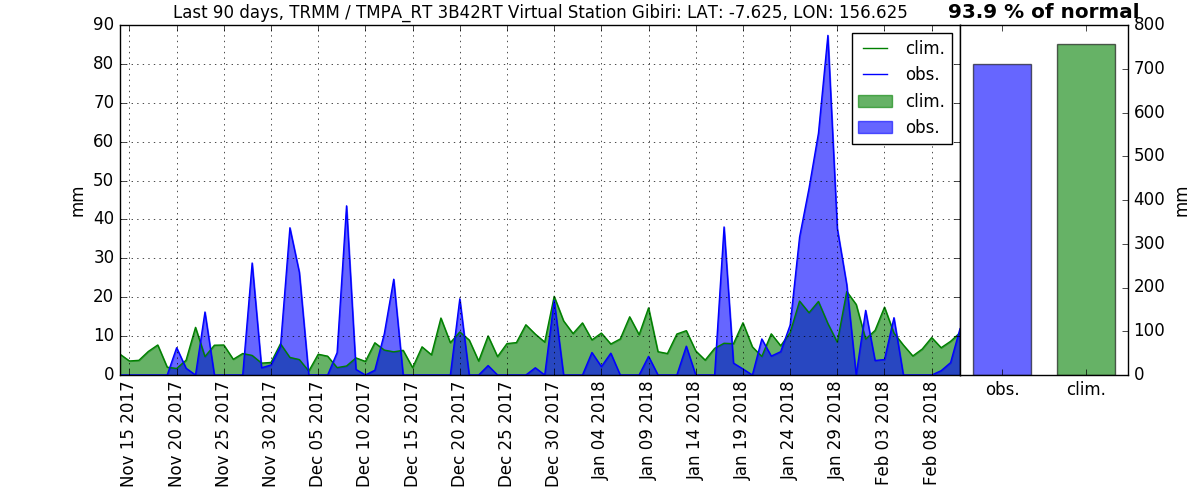 Last 90 days, TRMM / TMPA_RT 3B42RT Virtual Station Gibiri: LAT: -7.625, LON: 156.625
93.9 % of normal
90
80
70
60
50
40
30
20
10
0
mm
clim.
obs.
clim.
obs.
Nov 15 2017
Nov 20 2017
Nov 25 2017
Nov 30 2017
Dec 05 2017
Dec 10 2017
Dec 15 2017
Dec 20 2017
Dec 25 2017
Dec 30 2017
Jan 04 2018
Jan 09 2018
Jan 14 2018
Jan 19 2018
Jan 24 2018
Jan 29 2018
Feb 03 2018
Feb 08 2018
800
700
600
500
400
300
200
100
0
mm
obs.
clim.